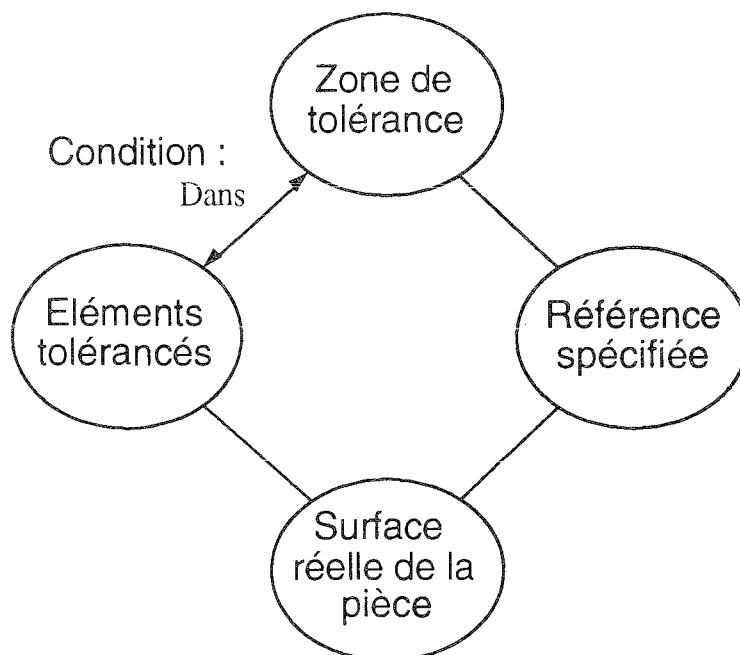 Zone de
tolérance
Condition :
Dans
Eléments
tolérancés
Référence
spécifiée
Surface
réelle de la
pièce